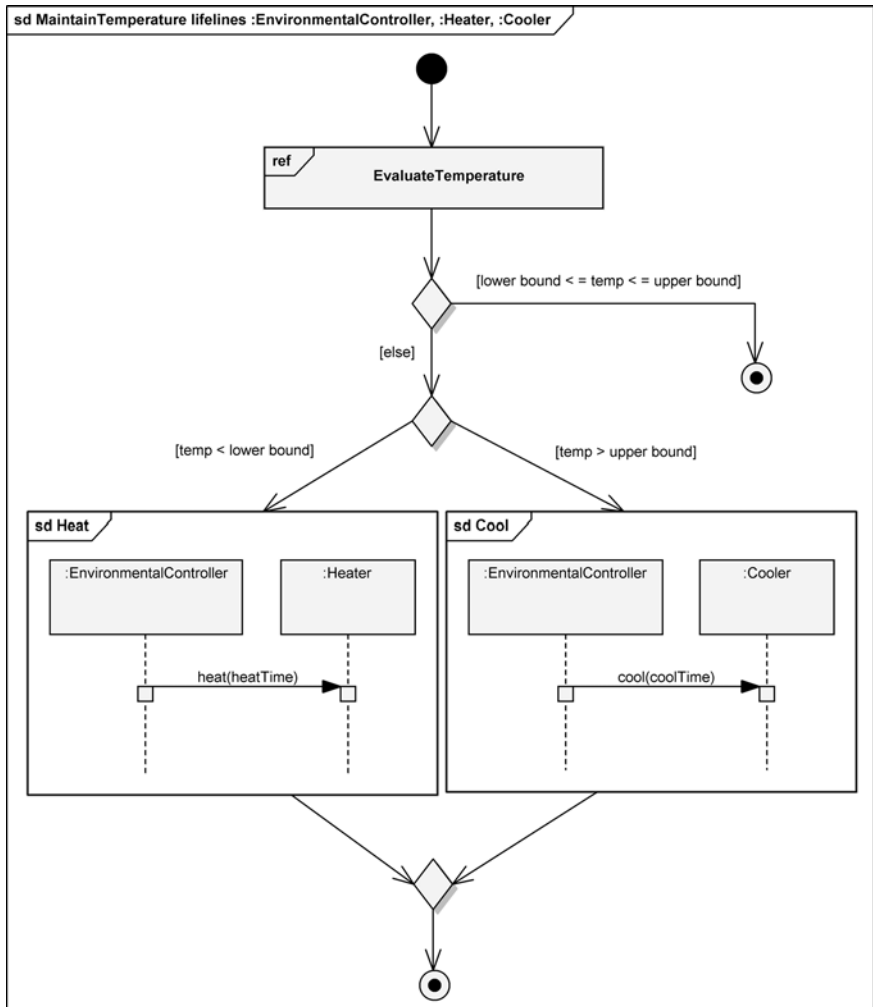 sd MaintainTemperature lifelines :EnvironmentalController, :Heater, :Cooler
ref
EvaluateTemperature
[lower bound < = temp < = upper bound]
[else]
[temp < lower bound]
[temp > upper bound]
sd Heat
:EnvironmentalController
:Heater
heat(heatTime)
sd Cool
:EnvironmentalController
:Cooler
cool(coolTime)